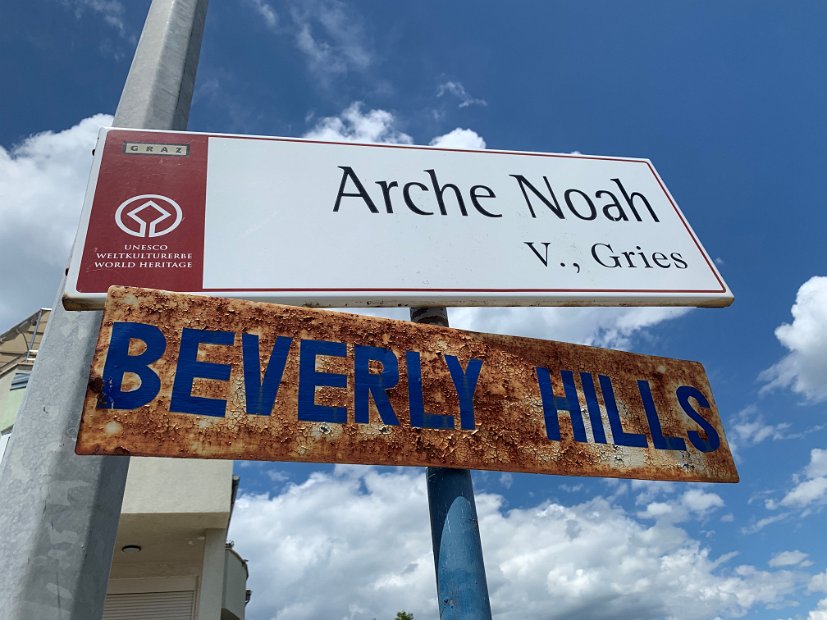 GRAZ
UNESCO
WELTKULTURERBE
WORLD HERITAGE
Arche Noah
V., Gries
BEVERLY HILLS